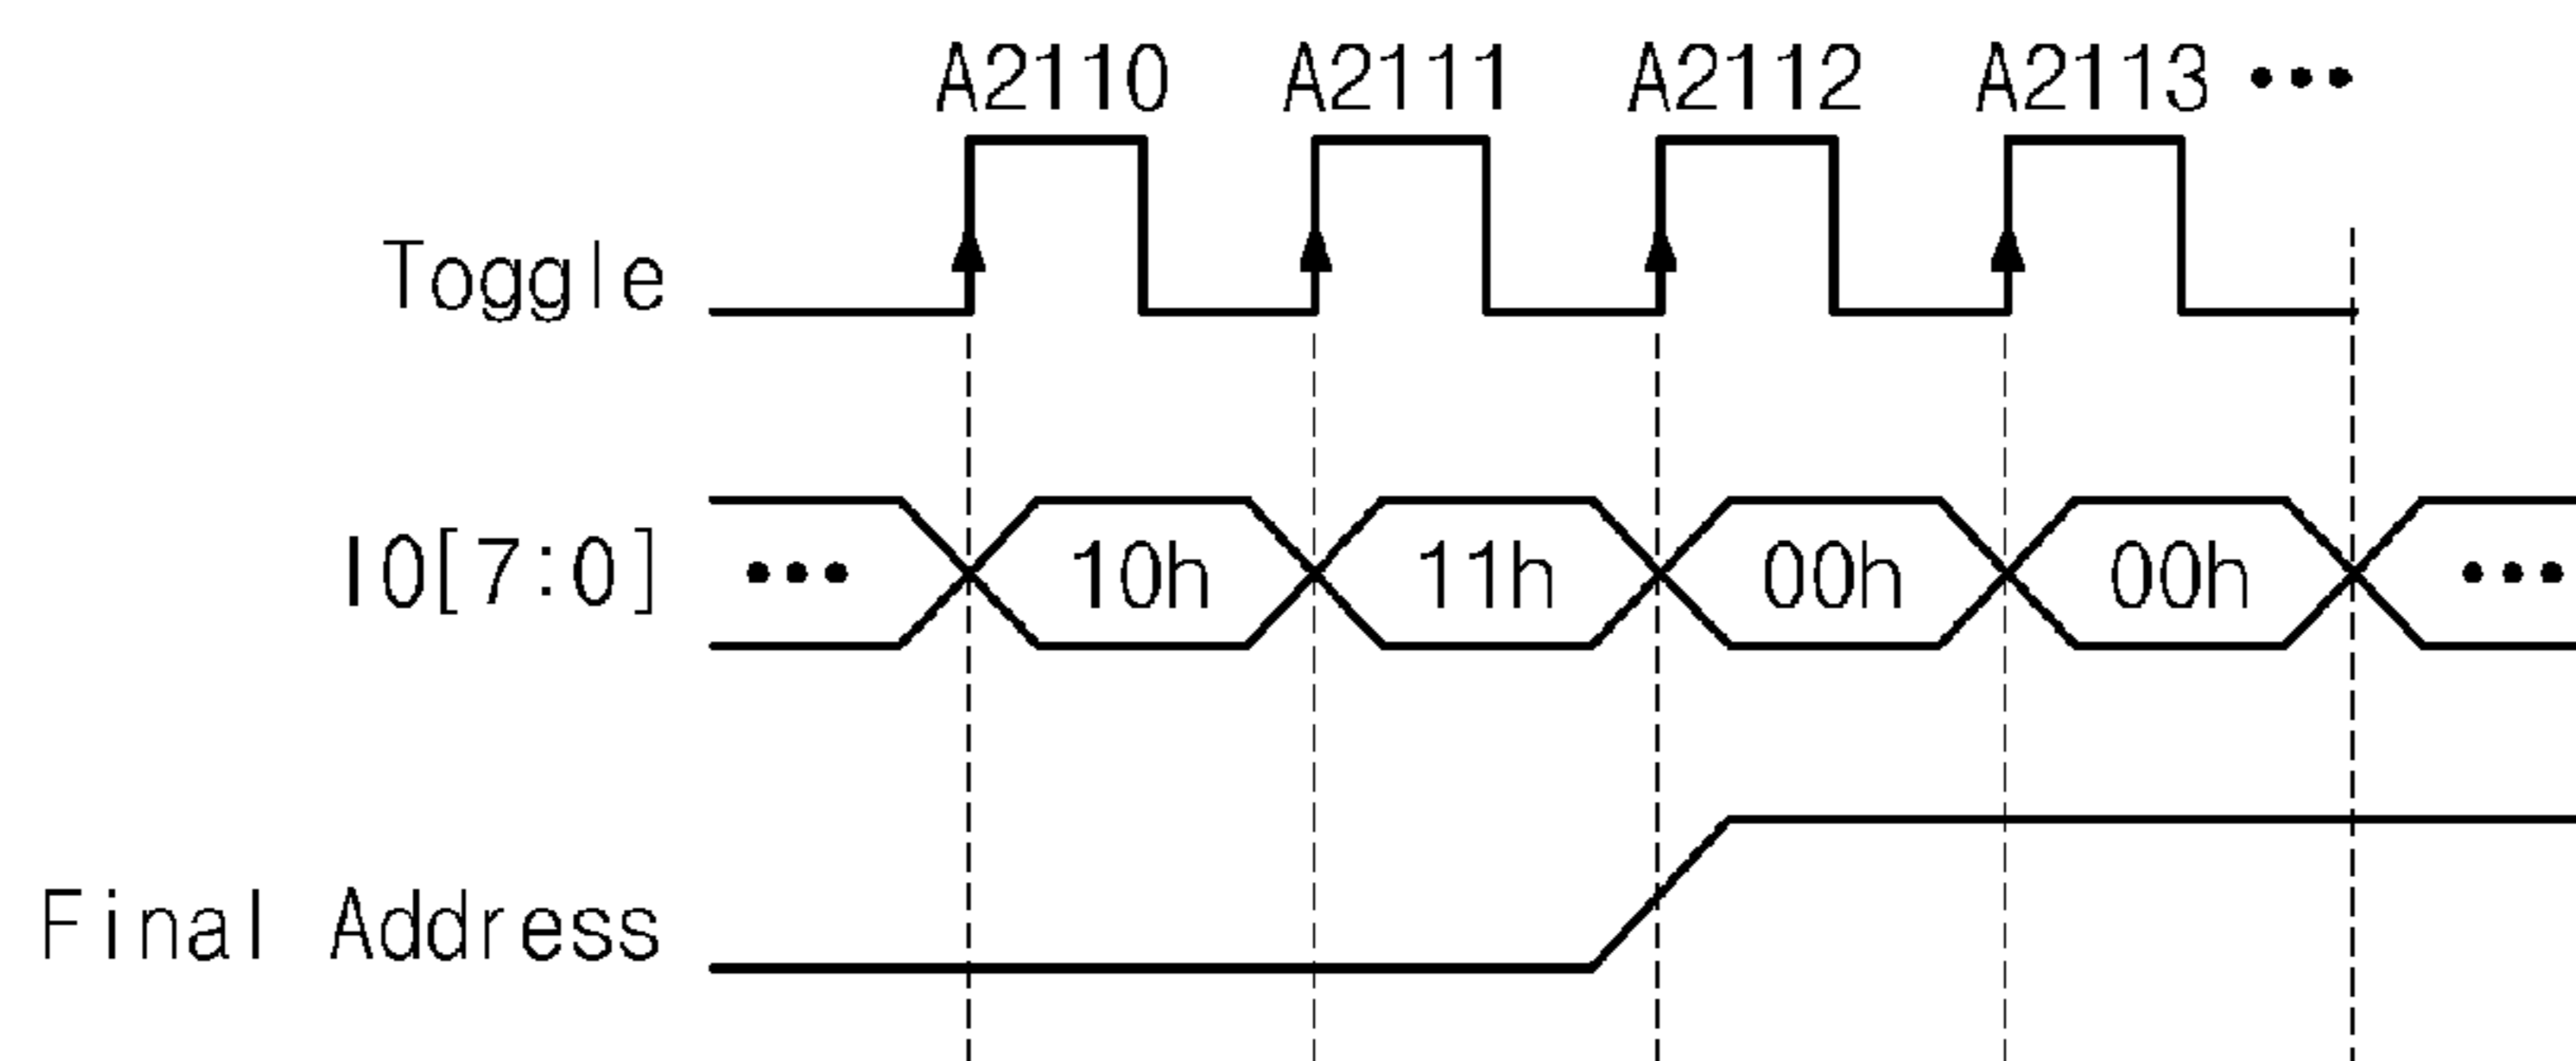 A2110 A2111 A2112 A2113 •••
Toggle
IO[7:0] ••• 10h 11h 00h 00h •••
Final Address